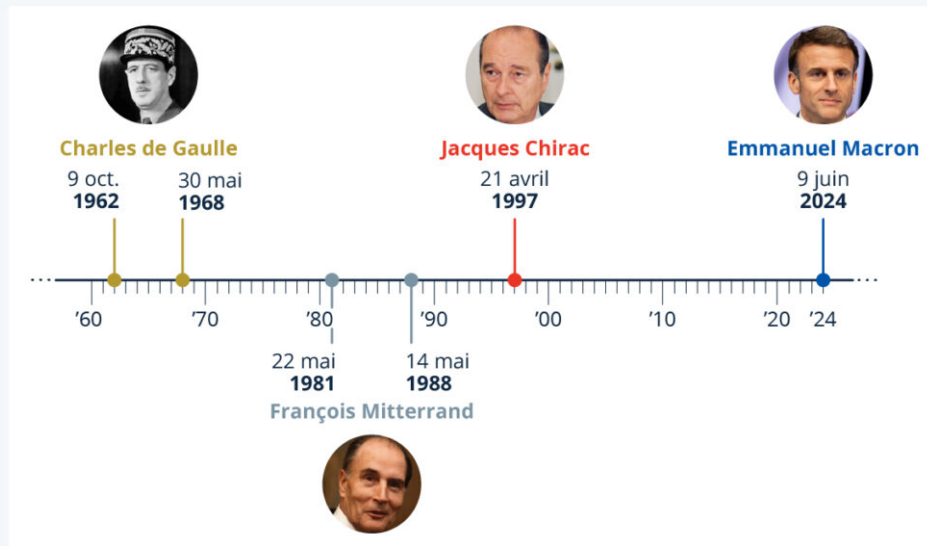 Charles de Gaulle
9 oct.
1962
30 mai
1968
Jacques Chirac
21 avril
1997
Emmanuel Macron
9 juin
2024
’60
’70
’80
’90
’00
’10
’20
’24
22 mai
1981
14 mai
1988
François Mitterrand